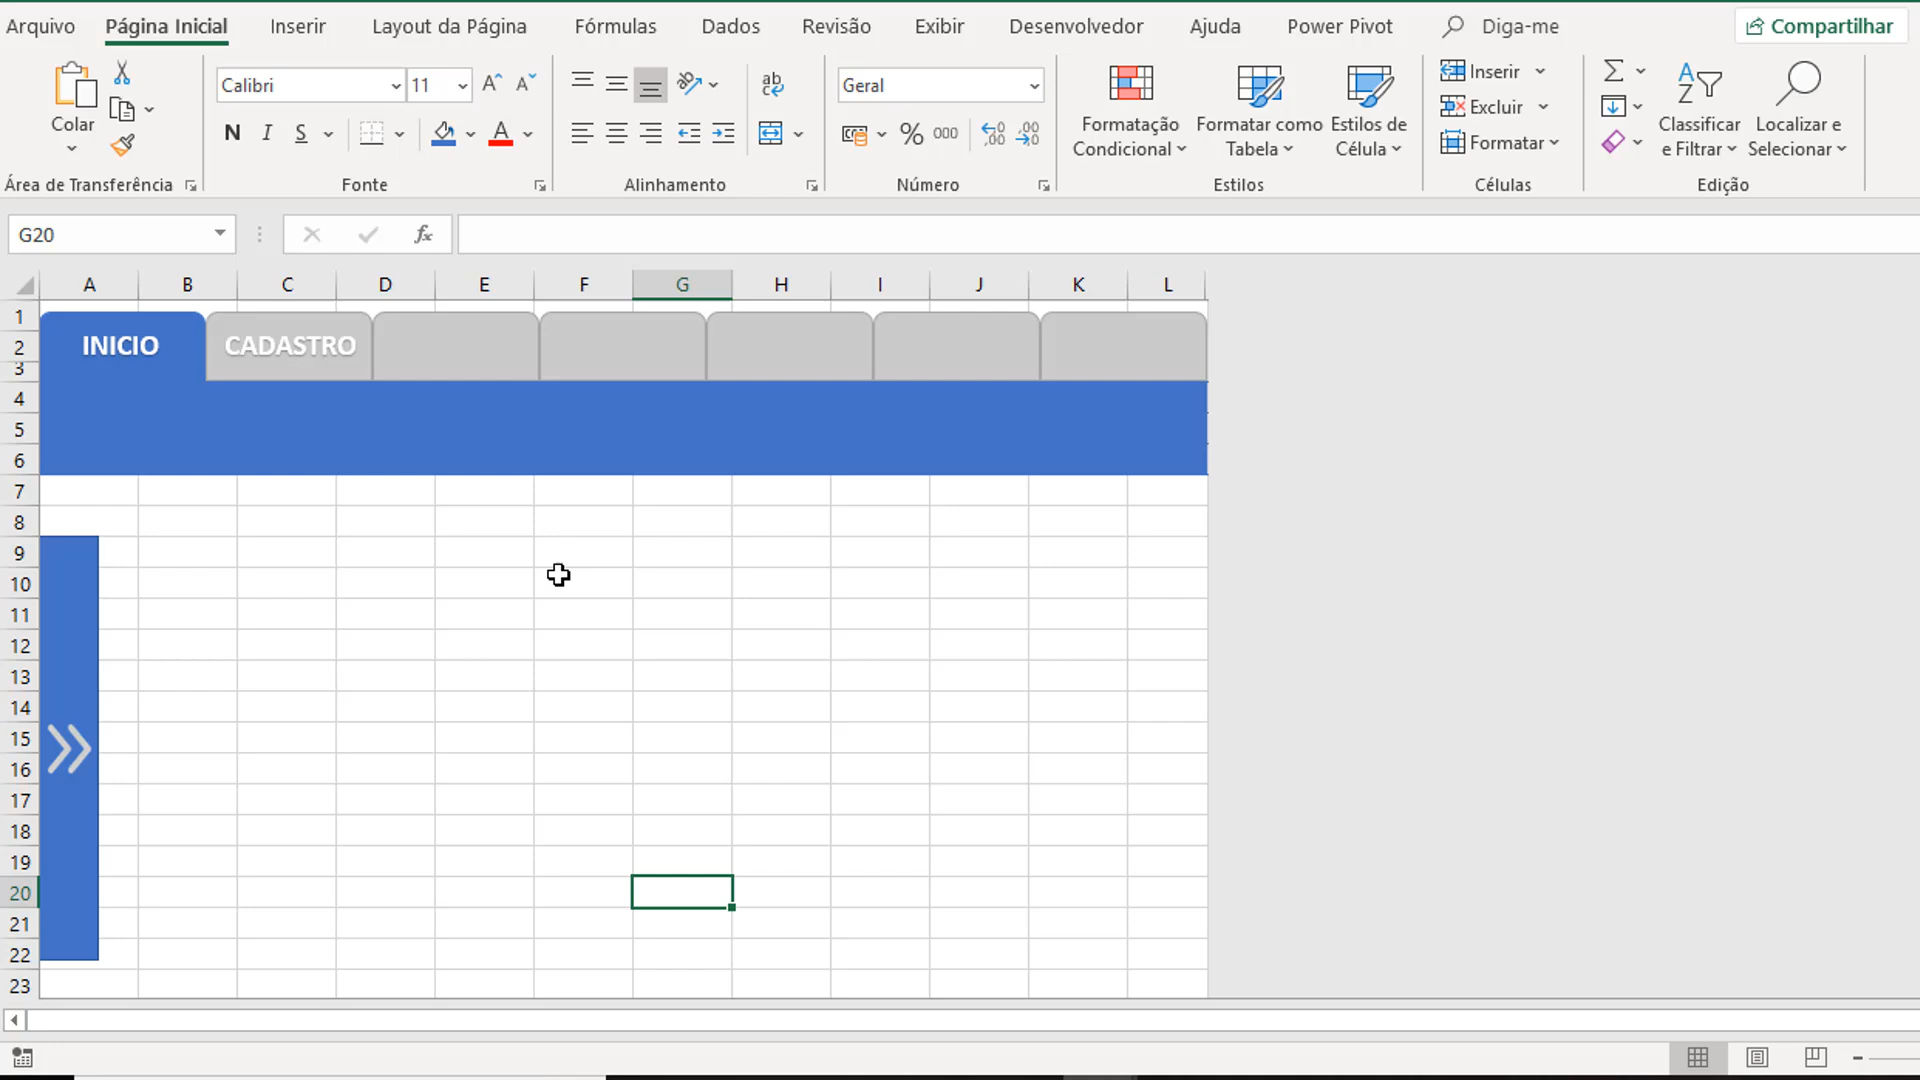 Arquivo Página Inicial Inserir Layout da Página Fórmulas Dados Revisão Exibir Desenvolvedor Ajuda Power Pivot Diga-me Compartilhar
Colar
Calibri 11
N I S
A
ab
Geral
% 000
Formatação Condicional
Formatar como Tabela
Estilos de Célula
Inserir
Excluir
Formatar
Classificar e Filtrar
Localizar e Selecionar
Área de Transferência Fonte Alinhamento Número Estilos Células Edição
G20 fx
A B C D E F G H I J K L
1
2 INICIO CADASTRO
3
4
5
6
7
8
9
10
11
12
13
14
15
16
17
18
19
20
21
22
23